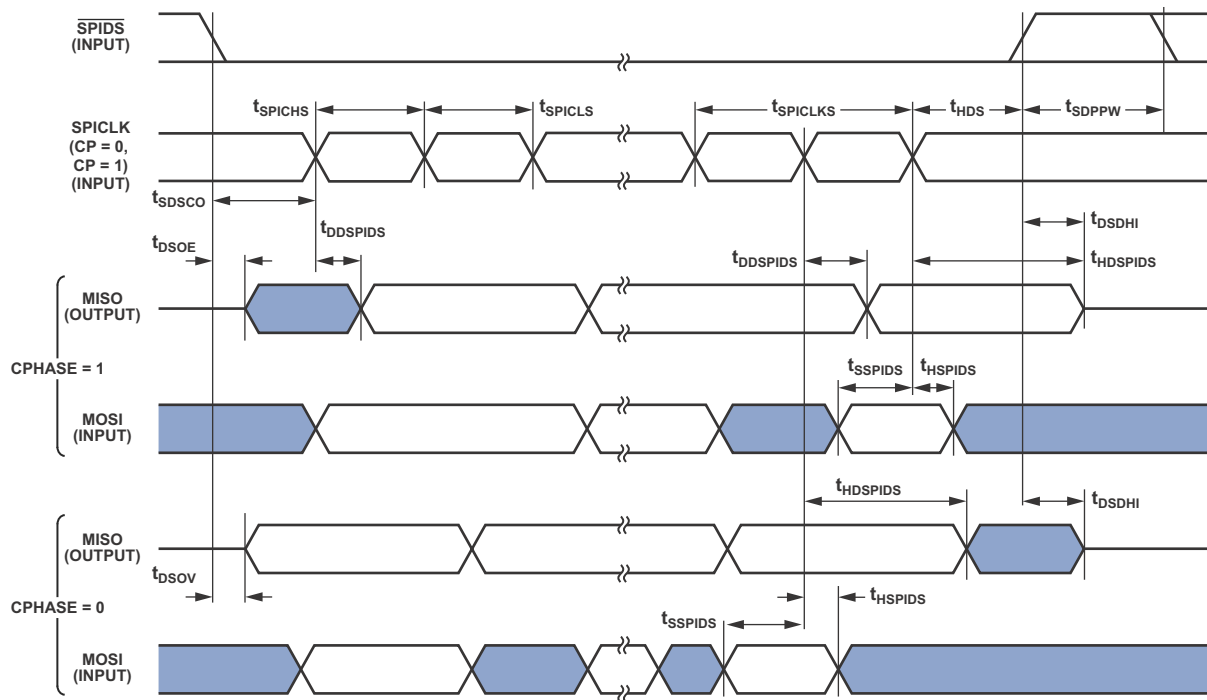 SPIDS
(INPUT)
tSPICHS
tSPICLS
tSPICLKS
tHDS
tSDPPW
SPICLK
(CP = 0,
CP = 1)
(INPUT)
tSDSCO
tDDSPIDS
tDSDHI
tDSOE
tDDSPIDS
tHDSPIDS
MISO
(OUTPUT)
CPHASE = 1
tSSPIDS
tHSPIDS
MOSI
(INPUT)
tHDSPIDS
tDSDHI
MISO
(OUTPUT)
tDSOV
CPHASE = 0
tHSPIDS
tSSPIDS
MOSI
(INPUT)